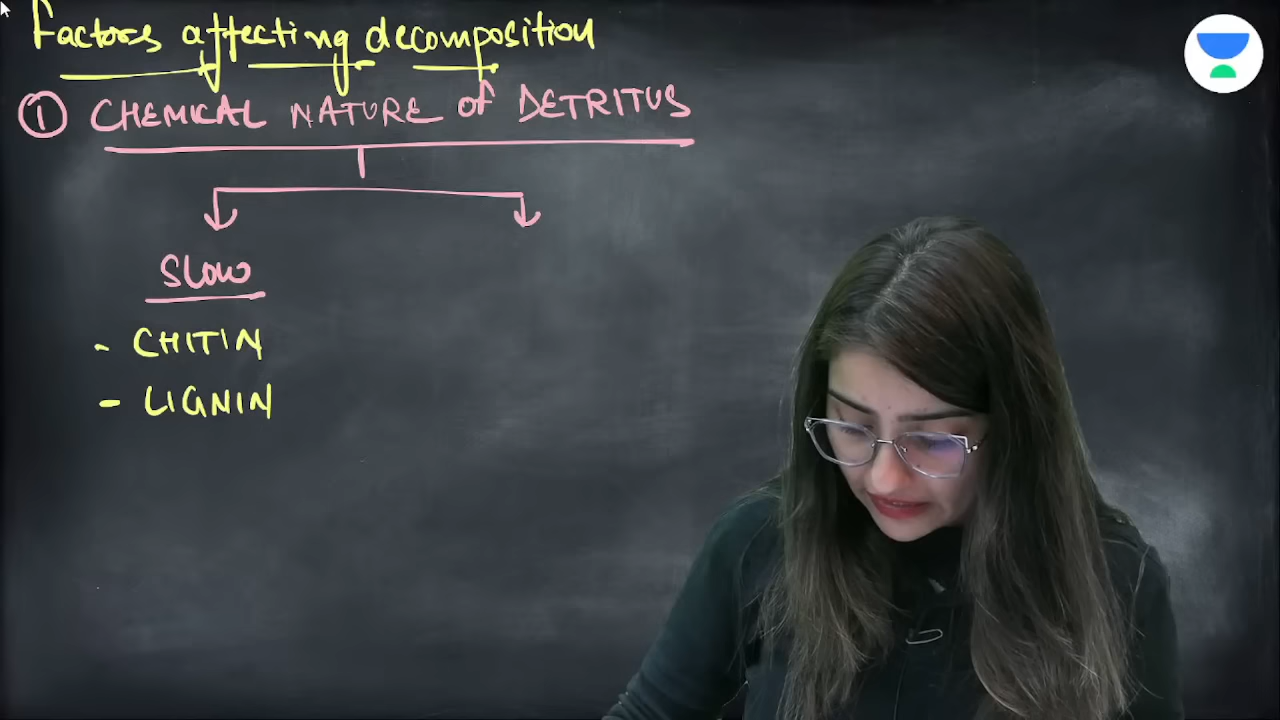 Factors affecting decomposition
① CHEMICAL NATURE of DETRITUS
Slow
- CHITIN
- LIGNIN